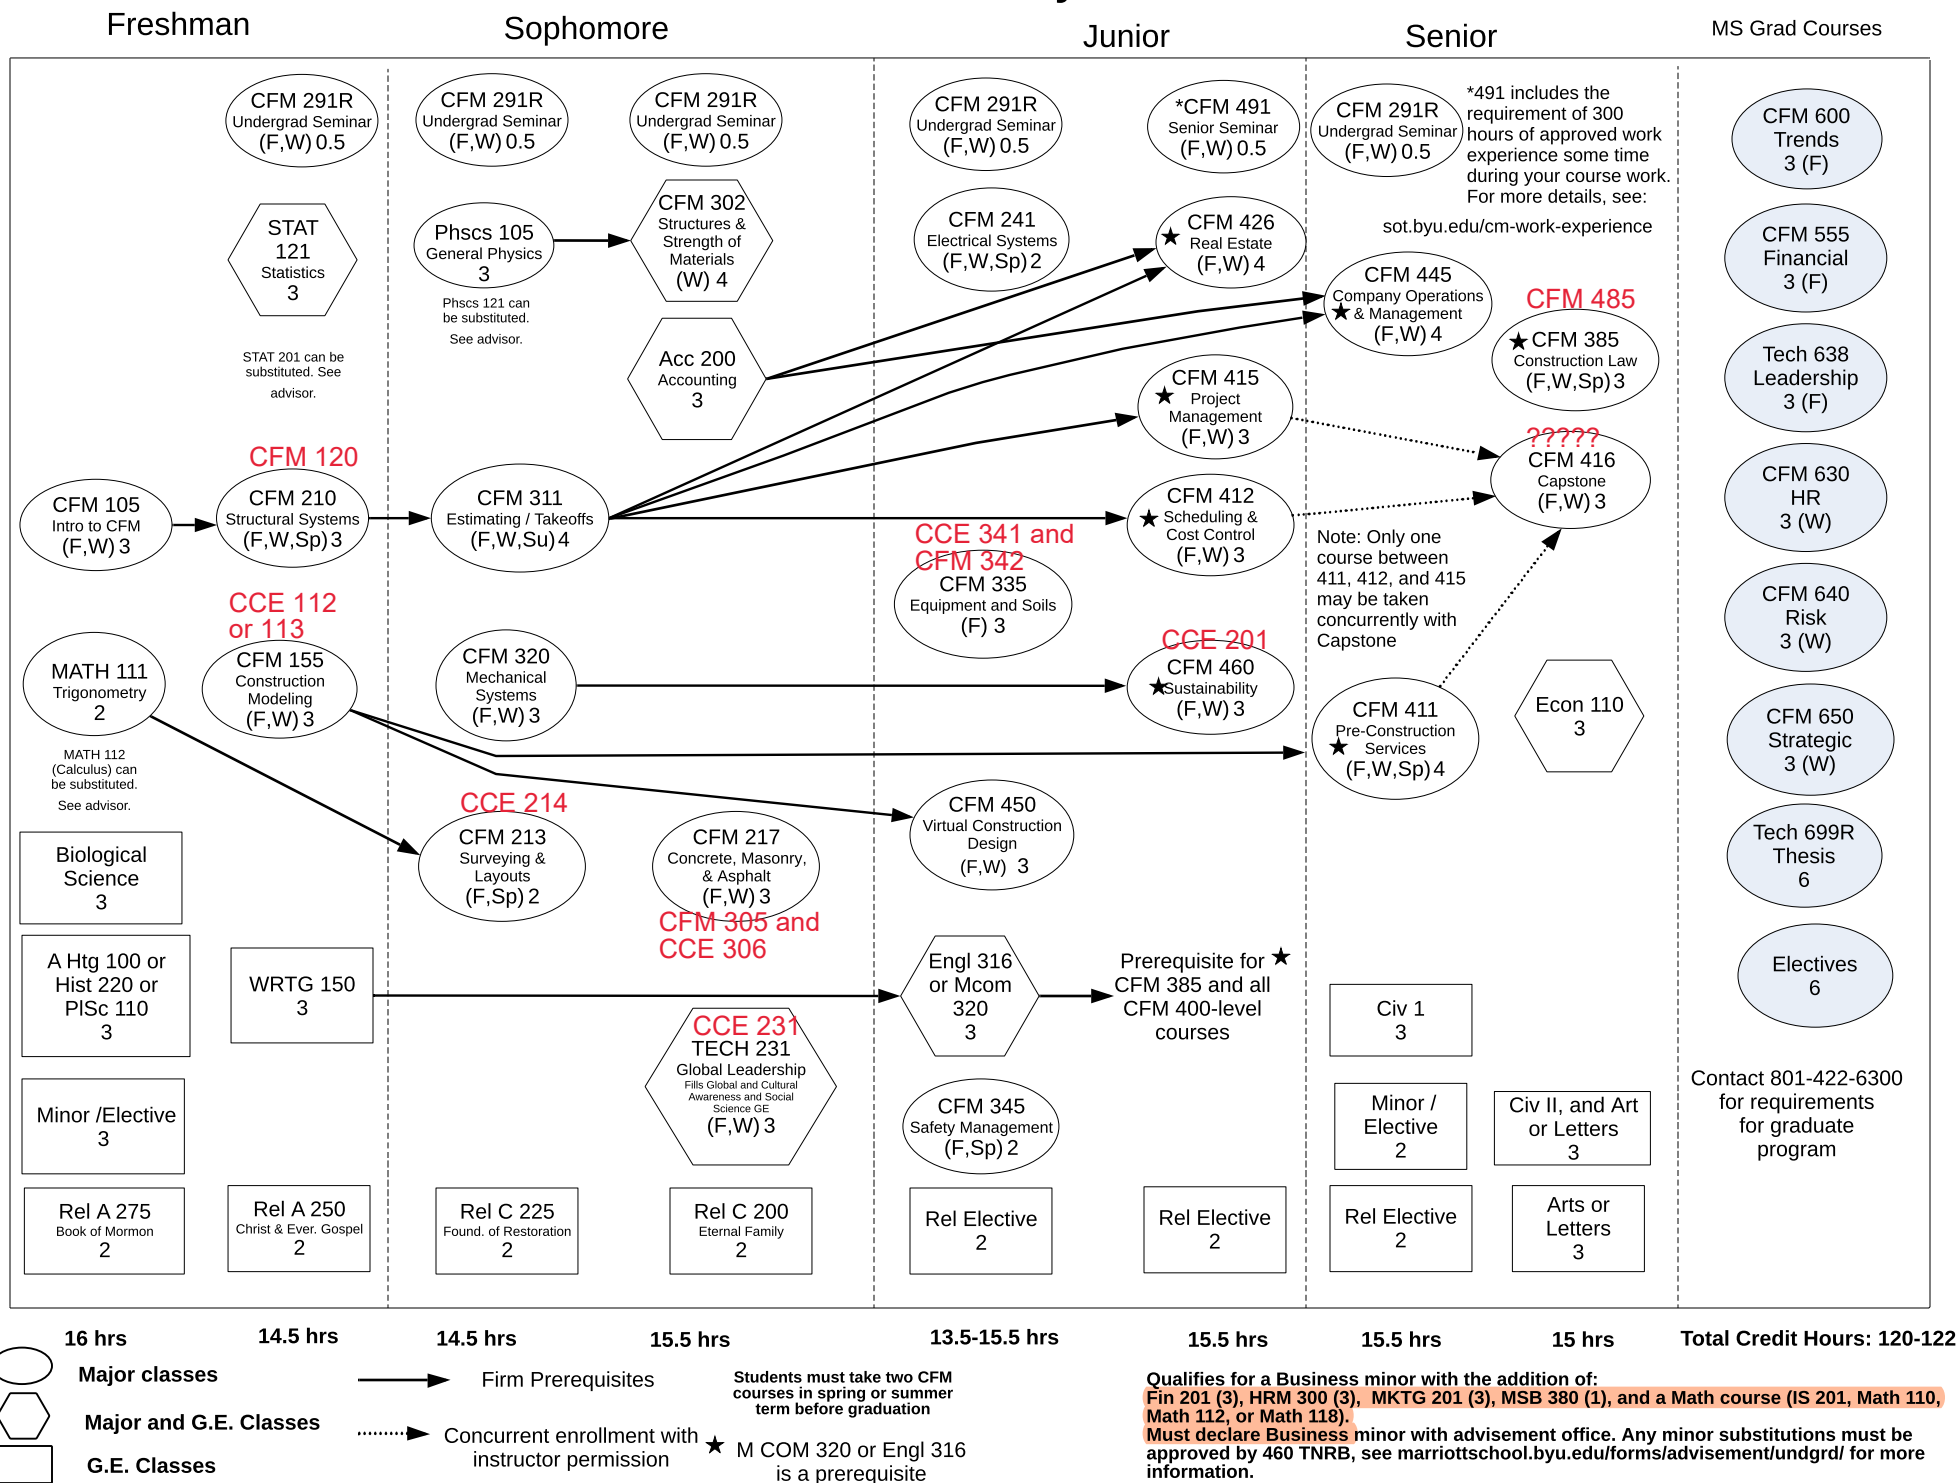 Freshman
Sophomore
Junior
Senior
MS Grad Courses
CFM 291R
Undergrad Seminar
(F,W) 0.5
CFM 291R
Undergrad Seminar
(F,W) 0.5
CFM 291R
Undergrad Seminar
(F,W) 0.5
CFM 291R
Undergrad Seminar
(F,W) 0.5
*CFM 491
Senior Seminar
(F,W) 0.5
CFM 291R
Undergrad Seminar
(F,W) 0.5
*491 includes the
requirement of 300
hours of approved work
experience some time
during your course work.
For more details, see:
sot.byu.edu/cm-work-experience
CFM 600
Trends
3 (F)
STAT
121
Statistics
3
STAT 201 can be
substituted. See
advisor.
Phscs 105
General Physics
3
Phscs 121 can
be substituted.
See advisor.
CFM 302
Structures &
Strength of
Materials
(W) 4
Acc 200
Accounting
3
CFM 241
Electrical Systems
(F,W,Sp) 2
★ CFM 426
Real Estate
(F,W) 4
CFM 445
Company Operations
★ & Management
(F,W) 4
CFM 485
★ CFM 385
Construction Law
(F,W,Sp) 3
CFM 555
Financial
3 (F)
Tech 638
Leadership
3 (F)
CFM 105
Intro to CFM
(F,W) 3
CFM 120
CFM 210
Structural Systems
(F,W,Sp) 3
CFM 311
Estimating / Takeoffs
(F,W,Su) 4
CFM 415
★ Project
Management
(F,W) 3
CFM 412
★ Scheduling &
Cost Control
(F,W) 3
?????
CFM 416
Capstone
(F,W) 3
Note: Only one
course between
411, 412, and 415
may be taken
concurrently with
Capstone
CFM 630
HR
3 (W)
CCE 341 and
CFM 342
CFM 335
Equipment and Soils
(F) 3
CFM 640
Risk
3 (W)
MATH 111
Trigonometry
2
MATH 112
(Calculus) can
be substituted.
See advisor.
CCE 112
or 113
CFM 155
Construction
Modeling
(F,W) 3
CFM 320
Mechanical
Systems
(F,W) 3
CCE 201
CFM 460
★ Sustainability
(F,W) 3
CFM 411
Pre-Construction
★ Services
(F,W,Sp) 4
Econ 110
3
CFM 650
Strategic
3 (W)
CCE 214
CFM 213
Surveying &
Layouts
(F,Sp) 2
CFM 217
Concrete, Masonry,
& Asphalt
(F,W) 3
CFM 305 and
CCE 306
CFM 450
Virtual Construction
Design
(F,W) 3
Tech 699R
Thesis
6
Biological
Science
3
A Htg 100 or
Hist 220 or
PlSc 110
3
WRTG 150
3
Engl 316
or Mcom
320
3
Prerequisite for ★
CFM 385 and all
CFM 400-level
courses
Civ 1
3
Electives
6
CCE 231
TECH 231
Global Leadership
Fills Global and Cultural
Awareness and Social
Science GE
(F,W) 3
Minor /Elective
3
CFM 345
Safety Management
(F,Sp) 2
Minor /
Elective
2
Civ II, and Art
or Letters
3
Contact 801-422-6300
for requirements
for graduate
program
Rel A 275
Book of Mormon
2
Rel A 250
Christ & Ever. Gospel
2
Rel C 225
Found. of Restoration
2
Rel C 200
Eternal Family
2
Rel Elective
2
Rel Elective
2
Rel Elective
2
Arts or
Letters
3
16 hrs
14.5 hrs
14.5 hrs
15.5 hrs
13.5-15.5 hrs
15.5 hrs
15.5 hrs
15 hrs
Total Credit Hours: 120-122
Major classes
Major and G.E. Classes
G.E. Classes
Firm Prerequisites
Concurrent enrollment with
instructor permission
Students must take two CFM
courses in spring or summer
term before graduation
★ M COM 320 or Engl 316
is a prerequisite
Qualifies for a Business minor with the addition of:
Fin 201 (3), HRM 300 (3), MKTG 201 (3), MSB 380 (1), and a Math course (IS 201, Math 110,
Math 112, or Math 118).
Must declare Business minor with advisement office. Any minor substitutions must be
approved by 460 TNRB, see marriottschool.byu.edu/forms/advisement/undgrd/ for more
information.